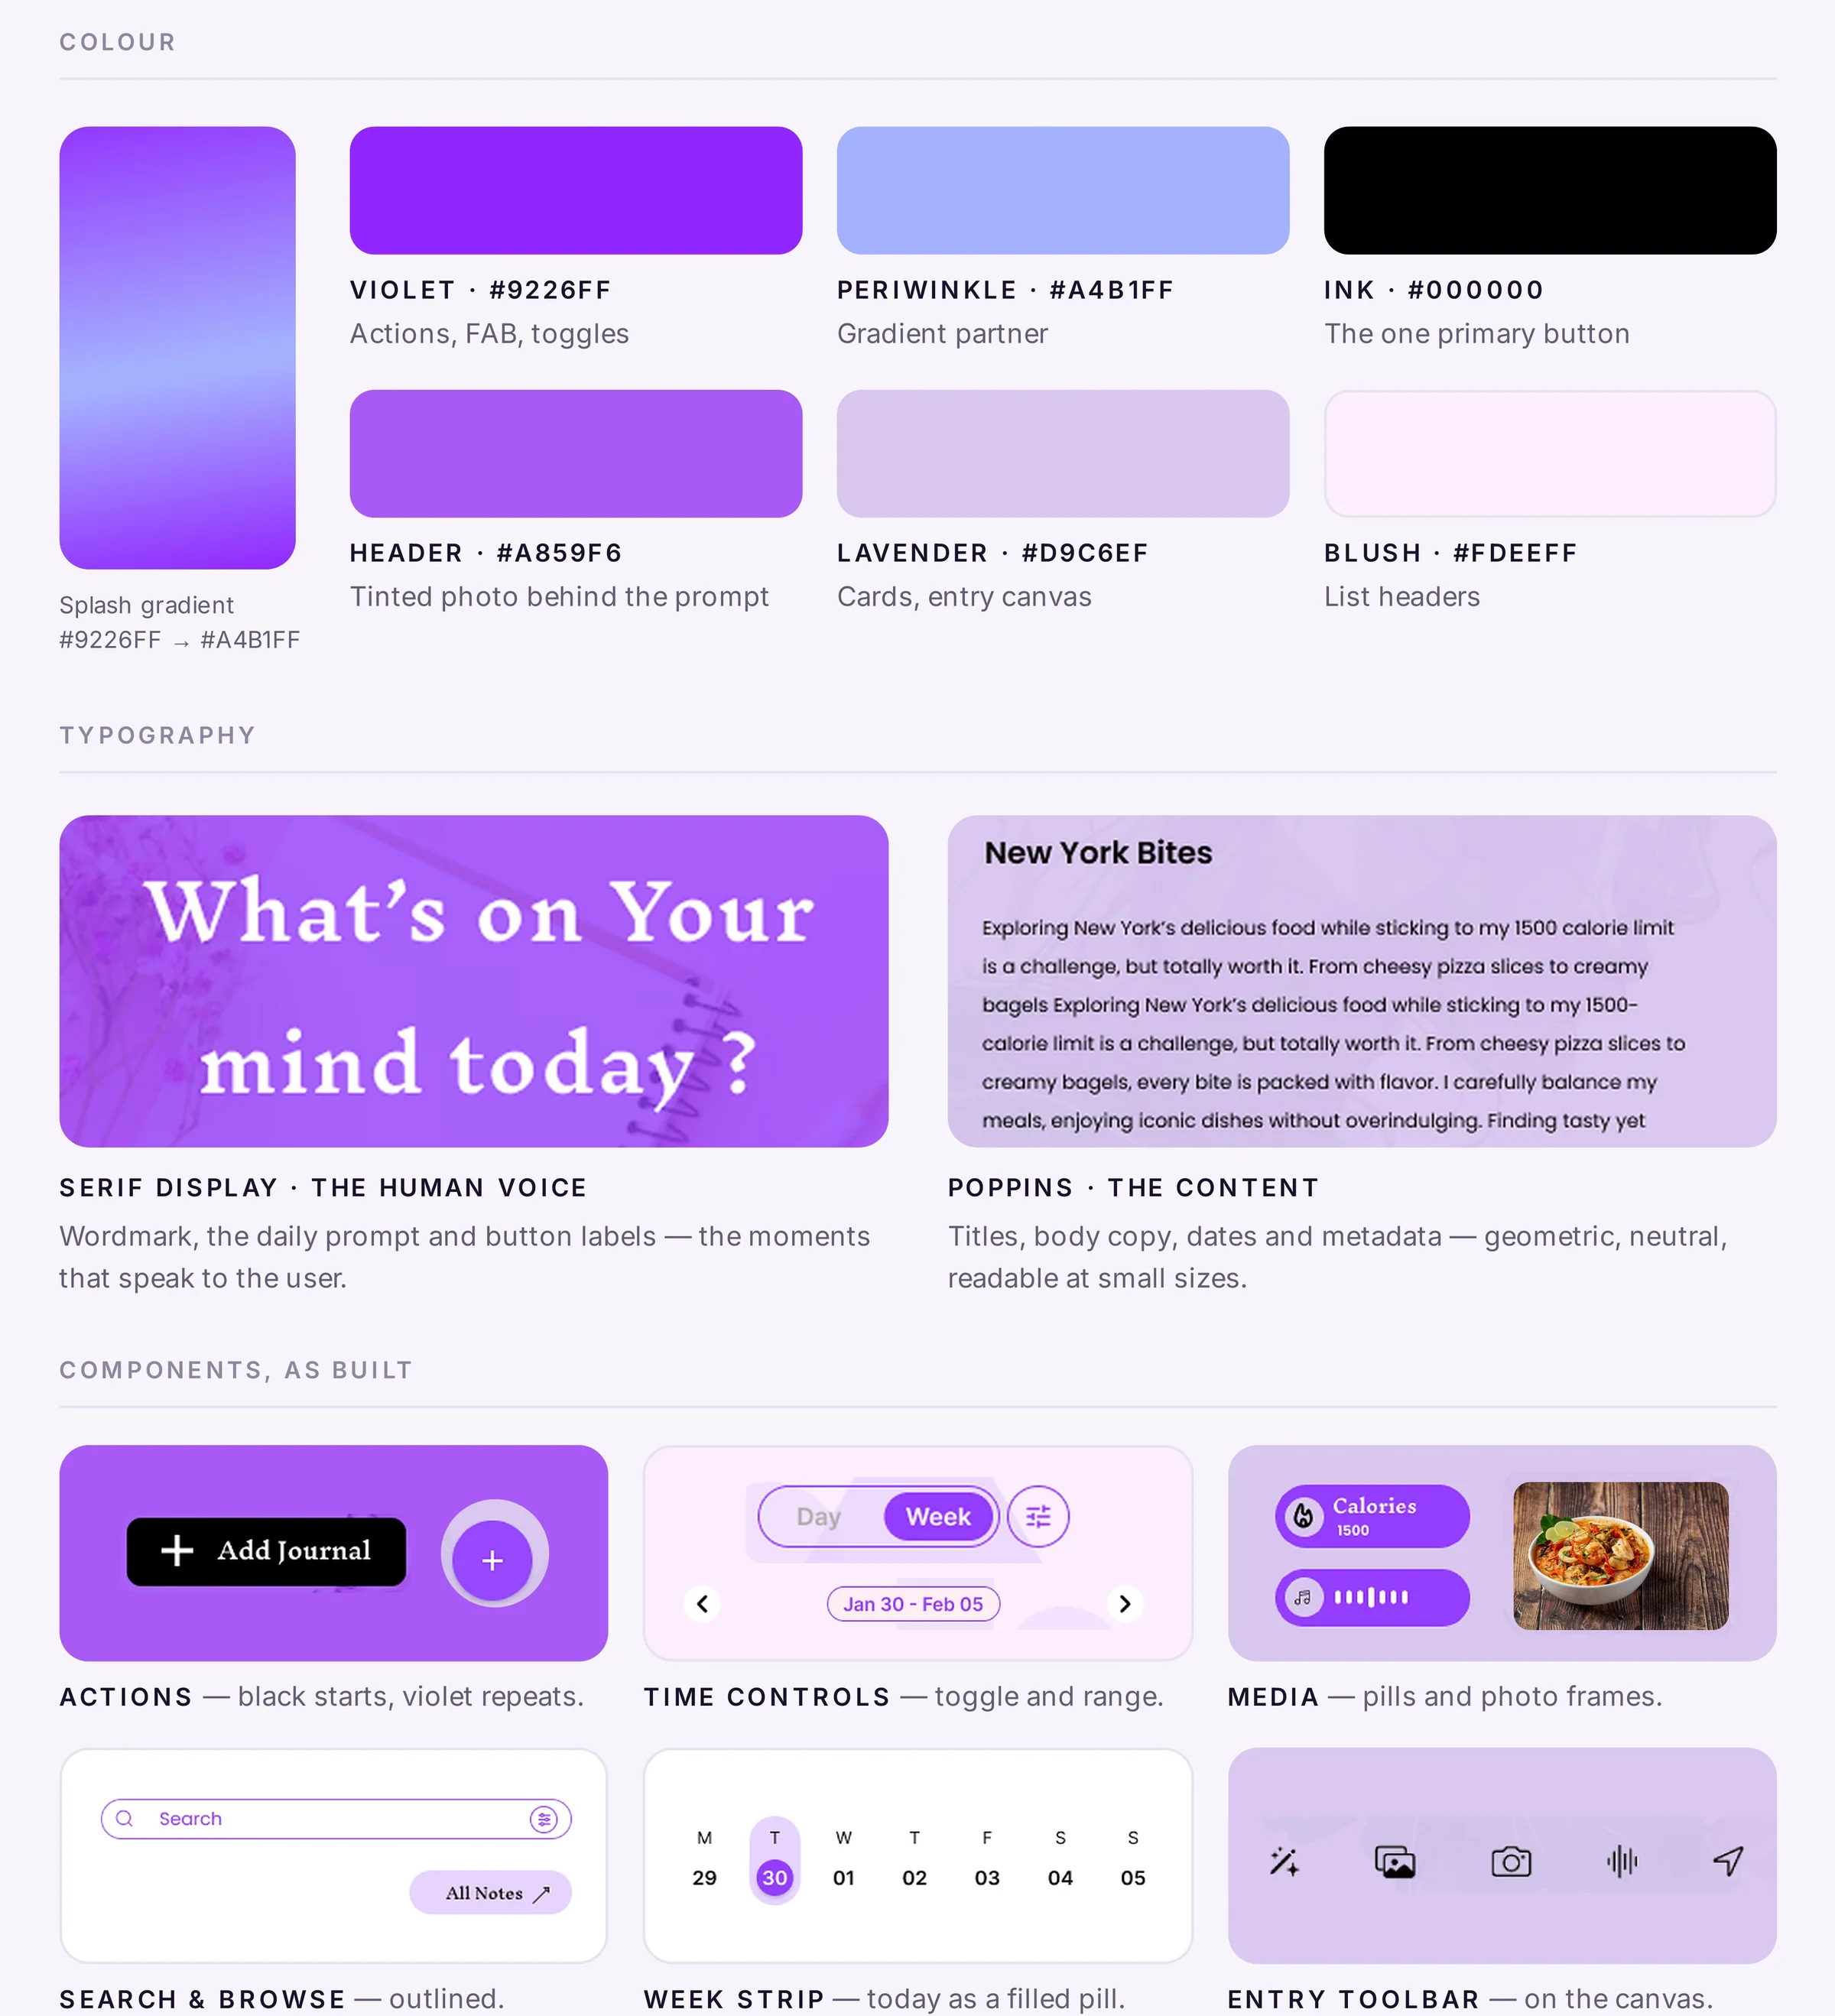 COLOUR
VIOLET · #9226FF
Actions, FAB, toggles
PERIWINKLE · #A4B1FF
Gradient partner
INK · #000000
The one primary button
HEADER · #A859F6
Tinted photo behind the prompt
LAVENDER · #D9C6EF
Cards, entry canvas
BLUSH · #FDEEFF
List headers
Splash gradient
#9226FF → #A4B1FF
TYPOGRAPHY
What’s on Your
mind today ?
SERIF DISPLAY · THE HUMAN VOICE
Wordmark, the daily prompt and button labels — the moments
that speak to the user.
New York Bites
Exploring New York’s delicious food while sticking to my 1500 calorie limit
is a challenge, but totally worth it. From cheesy pizza slices to creamy
bagels Exploring New York’s delicious food while sticking to my 1500-
calorie limit is a challenge, but totally worth it. From cheesy pizza slices to
creamy bagels, every bite is packed with flavor. I carefully balance my
meals, enjoying iconic dishes without overindulging. Finding tasty yet
POPPINS · THE CONTENT
Titles, body copy, dates and metadata — geometric, neutral,
readable at small sizes.
COMPONENTS, AS BUILT
+ Add Journal
+
ACTIONS — black starts, violet repeats.
Day Week
Jan 30 - Feb 05
TIME CONTROLS — toggle and range.
Calories
1500
MEDIA — pills and photo frames.
Search
All Notes ↗
SEARCH & BROWSE — outlined.
M T W T F S S
29 30 01 02 03 04 05
WEEK STRIP — today as a filled pill.
ENTRY TOOLBAR — on the canvas.